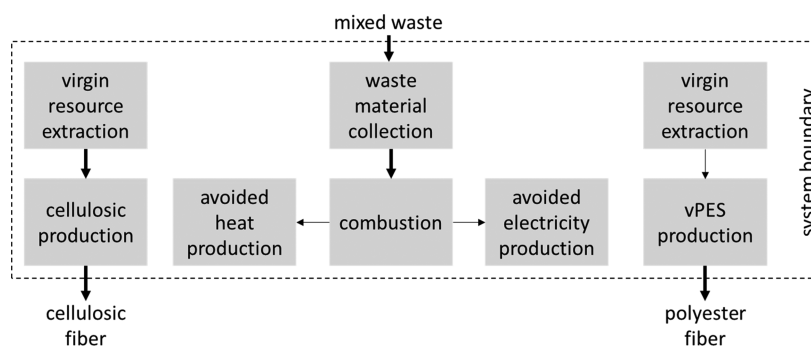 mixed waste
virgin
resource
extraction
waste
material
collection
virgin
resource
extraction
cellulosic
production
avoided
heat
production
combustion
avoided
electricity
production
vPES
production
system boundary
cellulosic
fiber
polyester
fiber